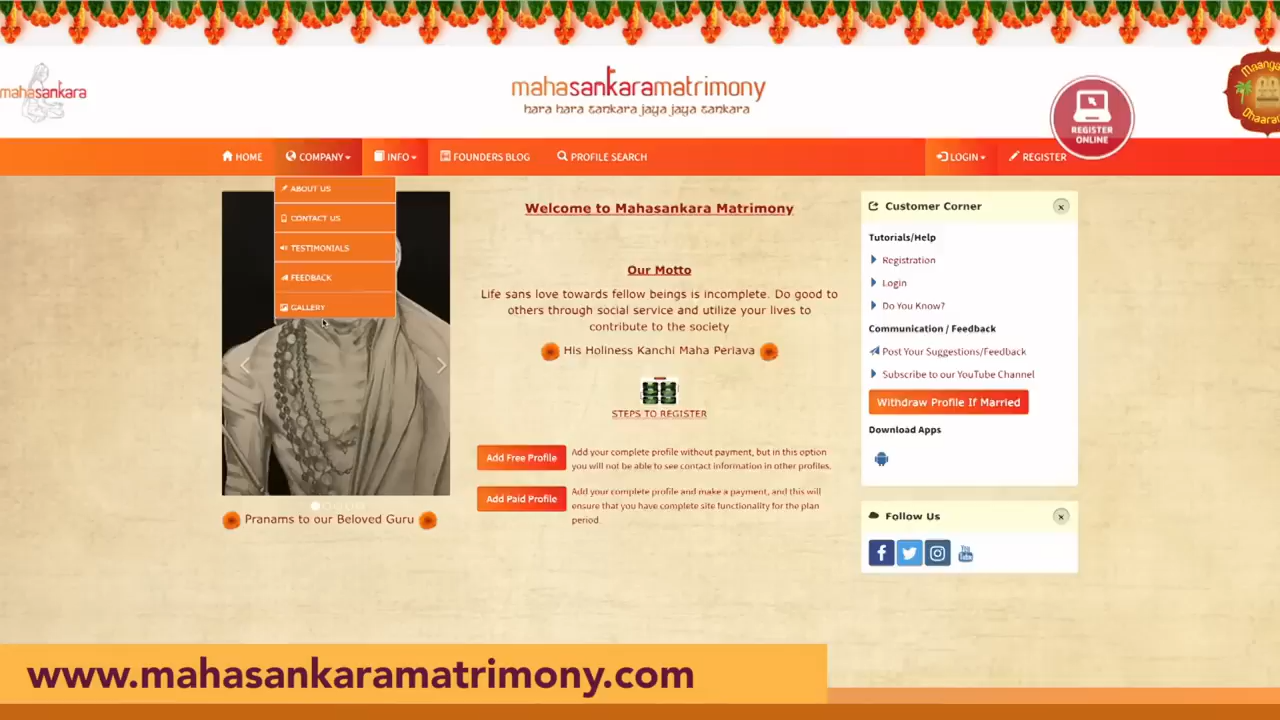 mahasankara
mahasankaramatrimony
hara hara sankara jaya jaya sankara
REGISTER
ONLINE
HOME
COMPANY
INFO
FOUNDERS BLOG
PROFILE SEARCH
LOGIN
REGISTER
ABOUT US
CONTACT US
TESTIMONIALS
FEEDBACK
GALLERY
Pranams to our Beloved Guru
Welcome to Mahasankara Matrimony
Our Motto
Life sans love towards fellow beings is incomplete. Do good to
others through social service and utilize your lives to
contribute to the society
His Holiness Kanchi Maha Periava
STEPS TO REGISTER
Add Free Profile
Add your complete profile without payment, but in this option
you will not be able to see contact information in other profiles.
Add Paid Profile
Add your complete profile and make a payment, and this will
ensure that you have complete site functionality for the plan
period.
Customer Corner
Tutorials/Help
Registration
Login
Do You Know?
Communication / Feedback
Post Your Suggestions/Feedback
Subscribe to our YouTube Channel
Withdraw Profile If Married
Download Apps
Follow Us
www.mahasankaramatrimony.com